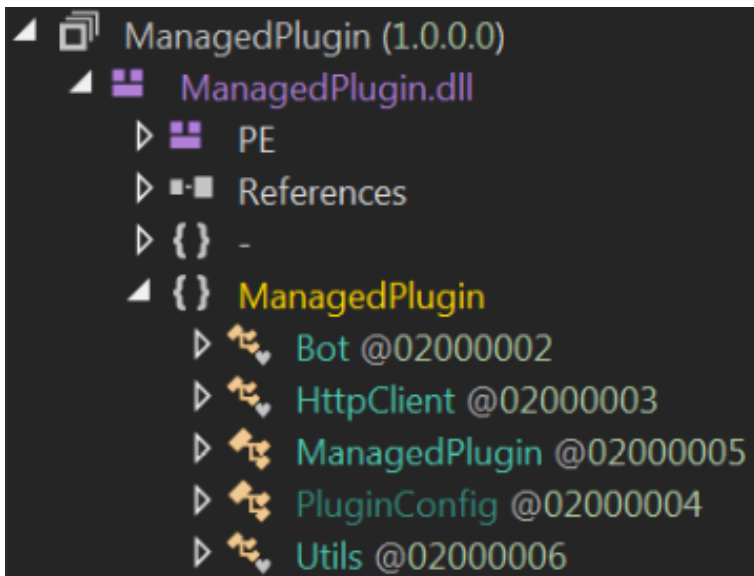 ManagedPlugin (1.0.0.0)
ManagedPlugin.dll
PE
References
{ } -
{ } ManagedPlugin
Bot @02000002
HttpClient @02000003
ManagedPlugin @02000005
PluginConfig @02000004
Utils @02000006